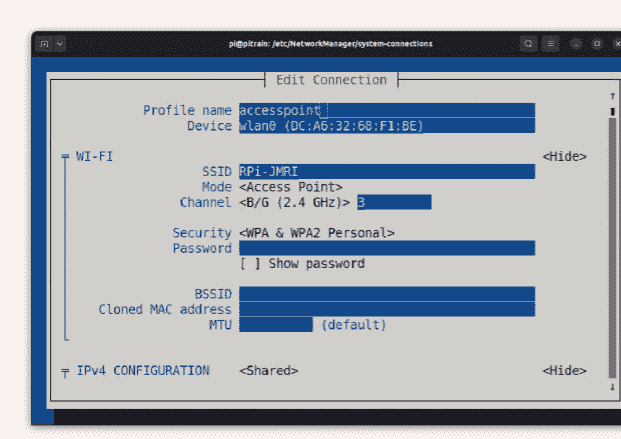 pi@pitrain: /etc/NetworkManager/system-connections
Edit Connection
Profile name accesspoint
Device wlan0 (DC:A6:32:68:F1:BE)
WI-FI <Hide>
SSID RPi-JMRI
Mode <Access Point>
Channel <B/G (2.4 GHz)> 3
Security <WPA & WPA2 Personal>
Password
[ ] Show password
BSSID
Cloned MAC address
MTU (default)
IPv4 CONFIGURATION <Shared> <Hide>